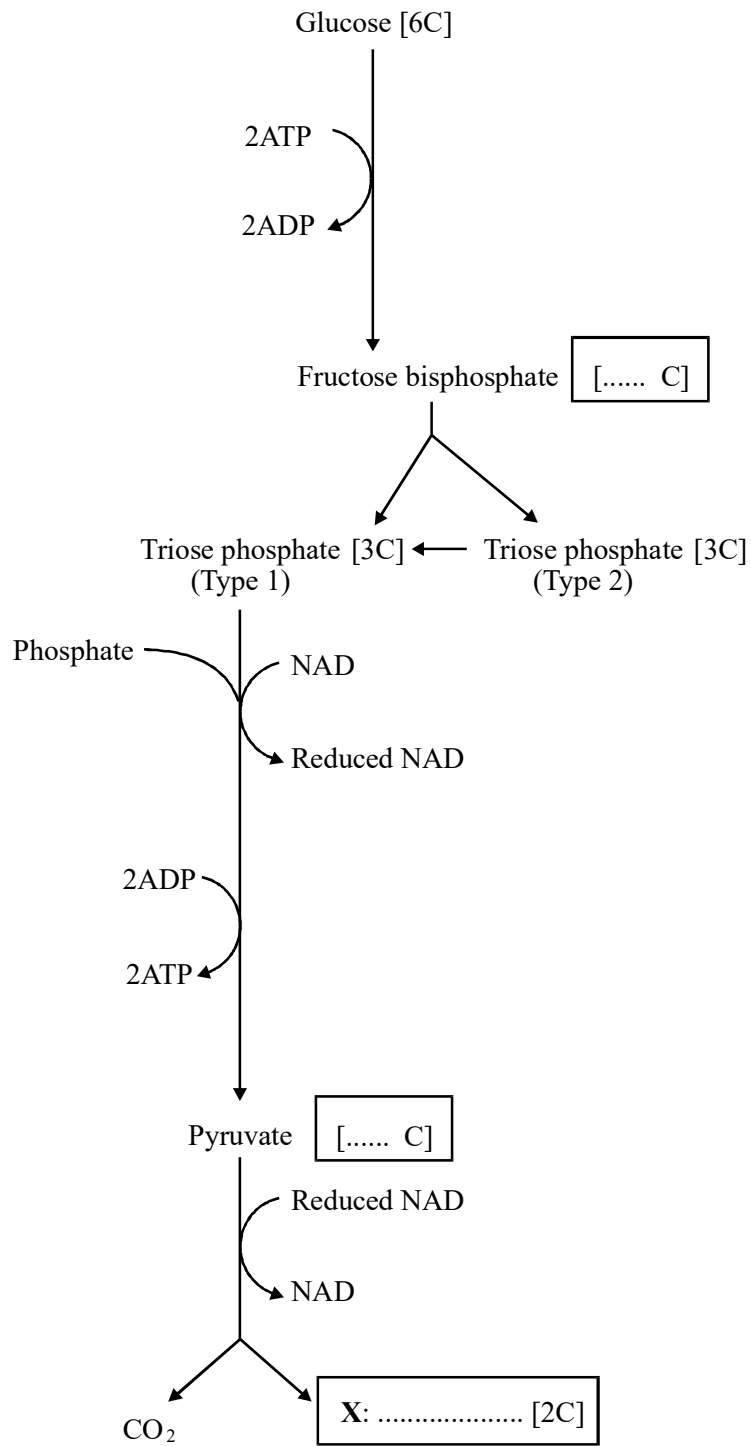 Glucose [6C]
2ATP
2ADP
Fructose bisphosphate [...... C]
Triose phosphate [3C] Triose phosphate [3C]
(Type 1) (Type 2)
Phosphate NAD
Reduced NAD
2ADP
2ATP
Pyruvate [...... C]
Reduced NAD
NAD
CO₂ X: ..................... [2C]